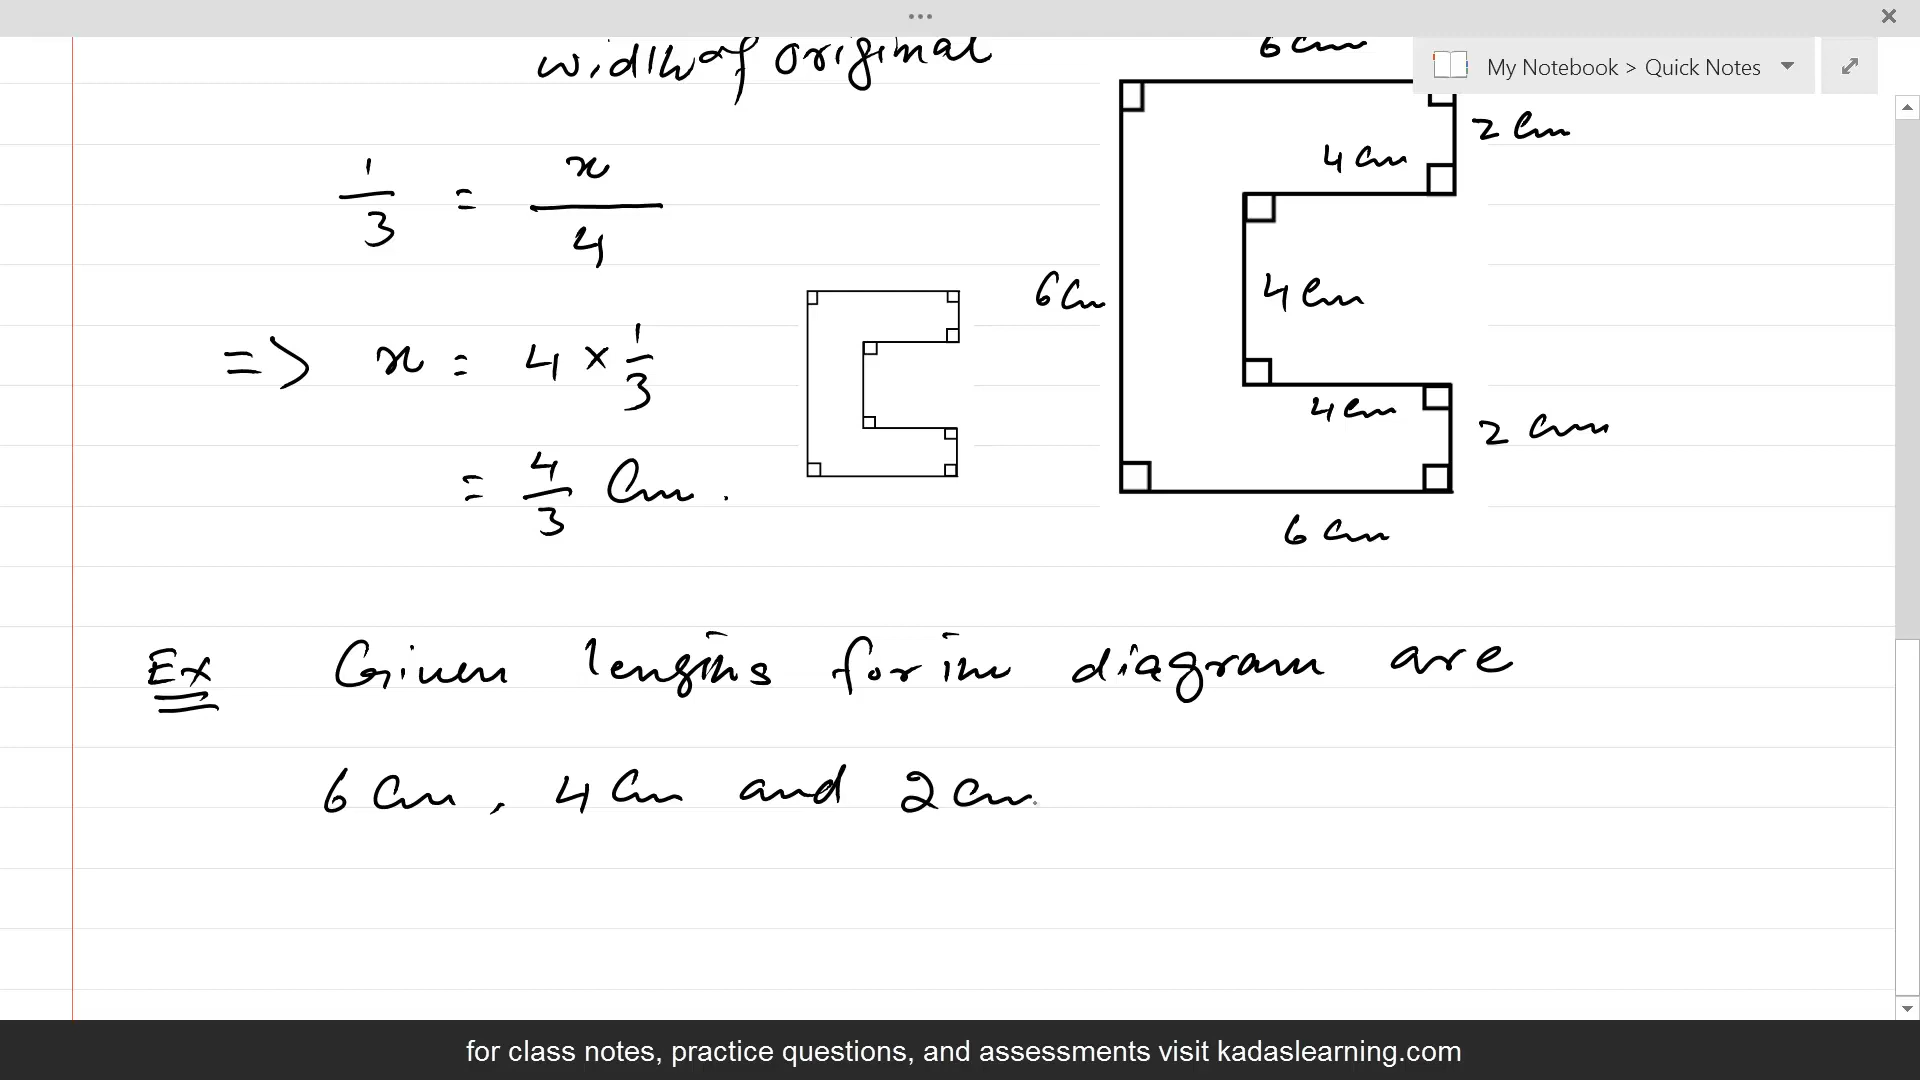 width of original
6 cm
My Notebook > Quick Notes
2 cm
4 cm
1/3 = x/4
6 cm
4 cm
=> x = 4 × 1/3
4 cm
2 cm
= 4/3 cm.
6 cm
Ex Given lengths for the diagram are
6 cm, 4 cm and 2 cm.
for class notes, practice questions, and assessments visit kadaslearning.com